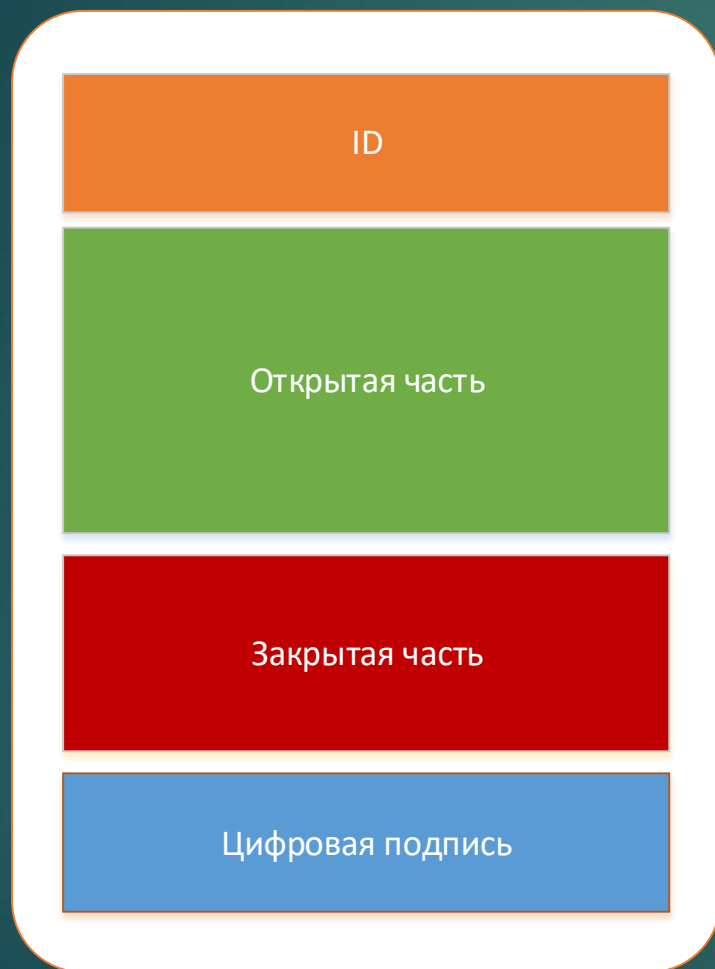 ID
Открытая часть
Закрытая часть
Цифровая подпись